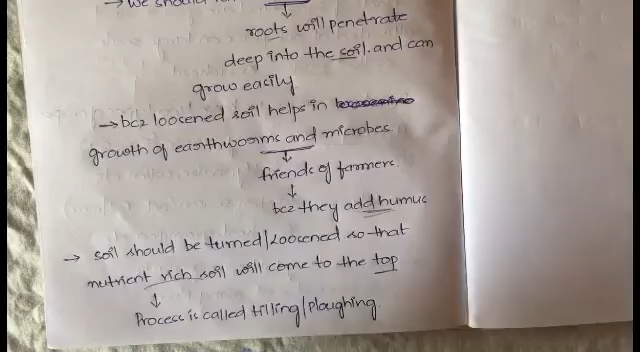 → we should
↓
roots will penetrate
deep into the soil. and can
grow easily
→ bcz loosened soil helps in
growth of earthworms and microbes.
↓
friends of farmers.
↓
bcz they add humus
→ soil should be turned/loosened so that
nutrient rich soil will come to the top
↓
Process is called tilling/ploughing.